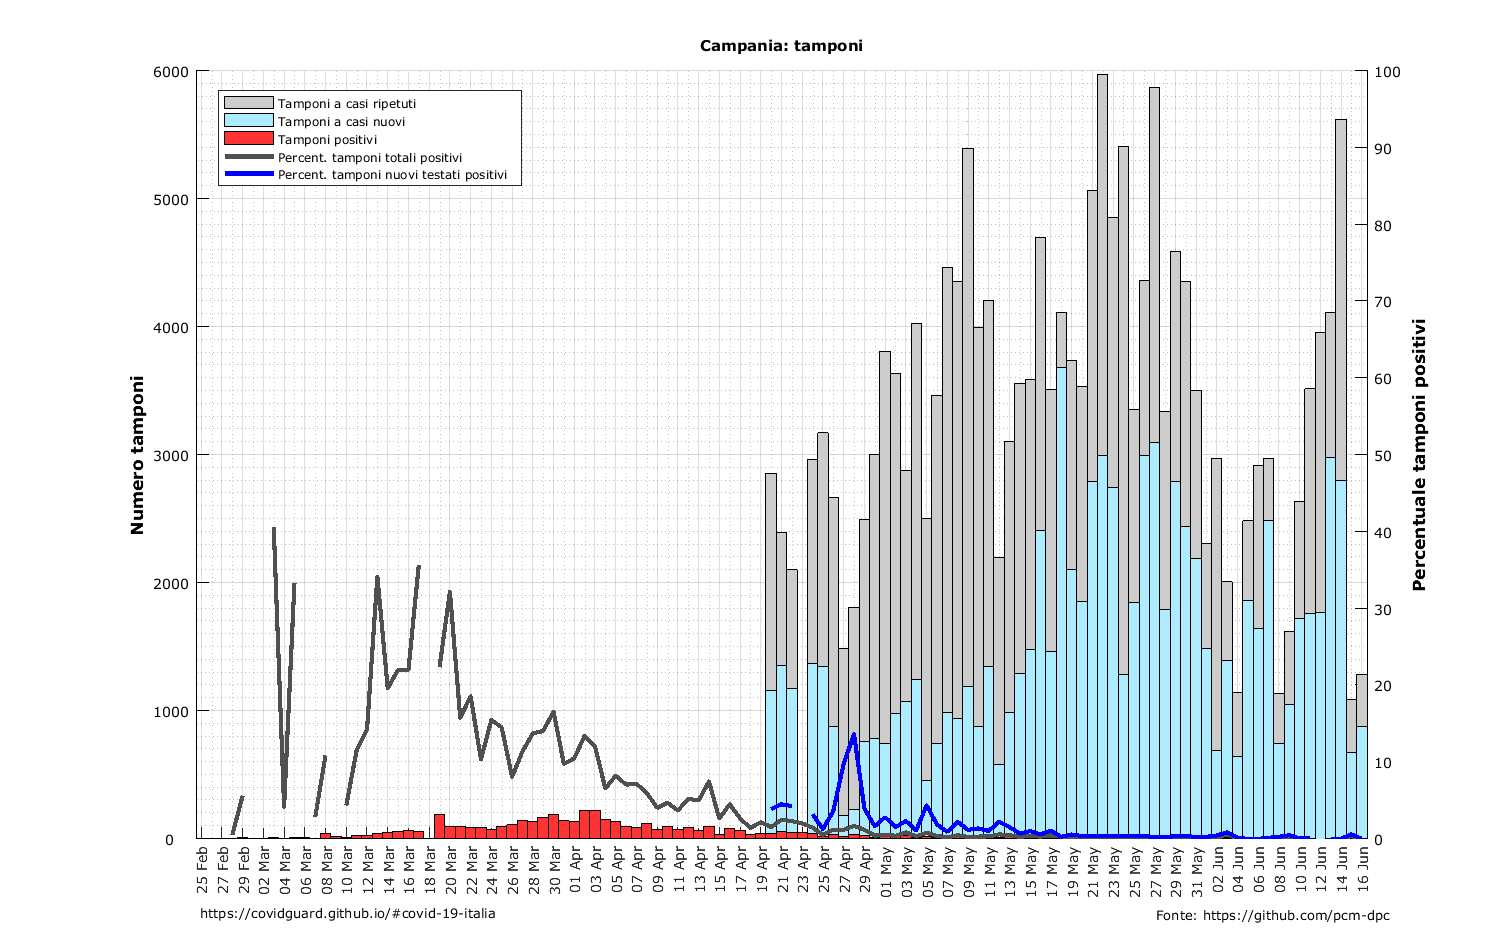 Campania: tamponi
Tamponi a casi ripetuti
Tamponi a casi nuovi
Tamponi positivi
Percent. tamponi totali positivi
Percent. tamponi nuovi testati positivi
Numero tamponi
6000
5000
4000
3000
2000
1000
0
100
90
80
70
60
50
40
30
20
10
0
Percentuale tamponi positivi
25 Feb
27 Feb
29 Feb
02 Mar
04 Mar
06 Mar
08 Mar
10 Mar
12 Mar
14 Mar
16 Mar
18 Mar
20 Mar
22 Mar
24 Mar
26 Mar
28 Mar
30 Mar
01 Apr
03 Apr
05 Apr
07 Apr
09 Apr
11 Apr
13 Apr
15 Apr
17 Apr
19 Apr
21 Apr
23 Apr
25 Apr
27 Apr
29 Apr
01 May
03 May
05 May
07 May
09 May
11 May
13 May
15 May
17 May
19 May
21 May
23 May
25 May
27 May
29 May
31 May
02 Jun
04 Jun
06 Jun
08 Jun
10 Jun
12 Jun
14 Jun
16 Jun
https://covidguard.github.io/#covid-19-italia
Fonte: https://github.com/pcm-dpc